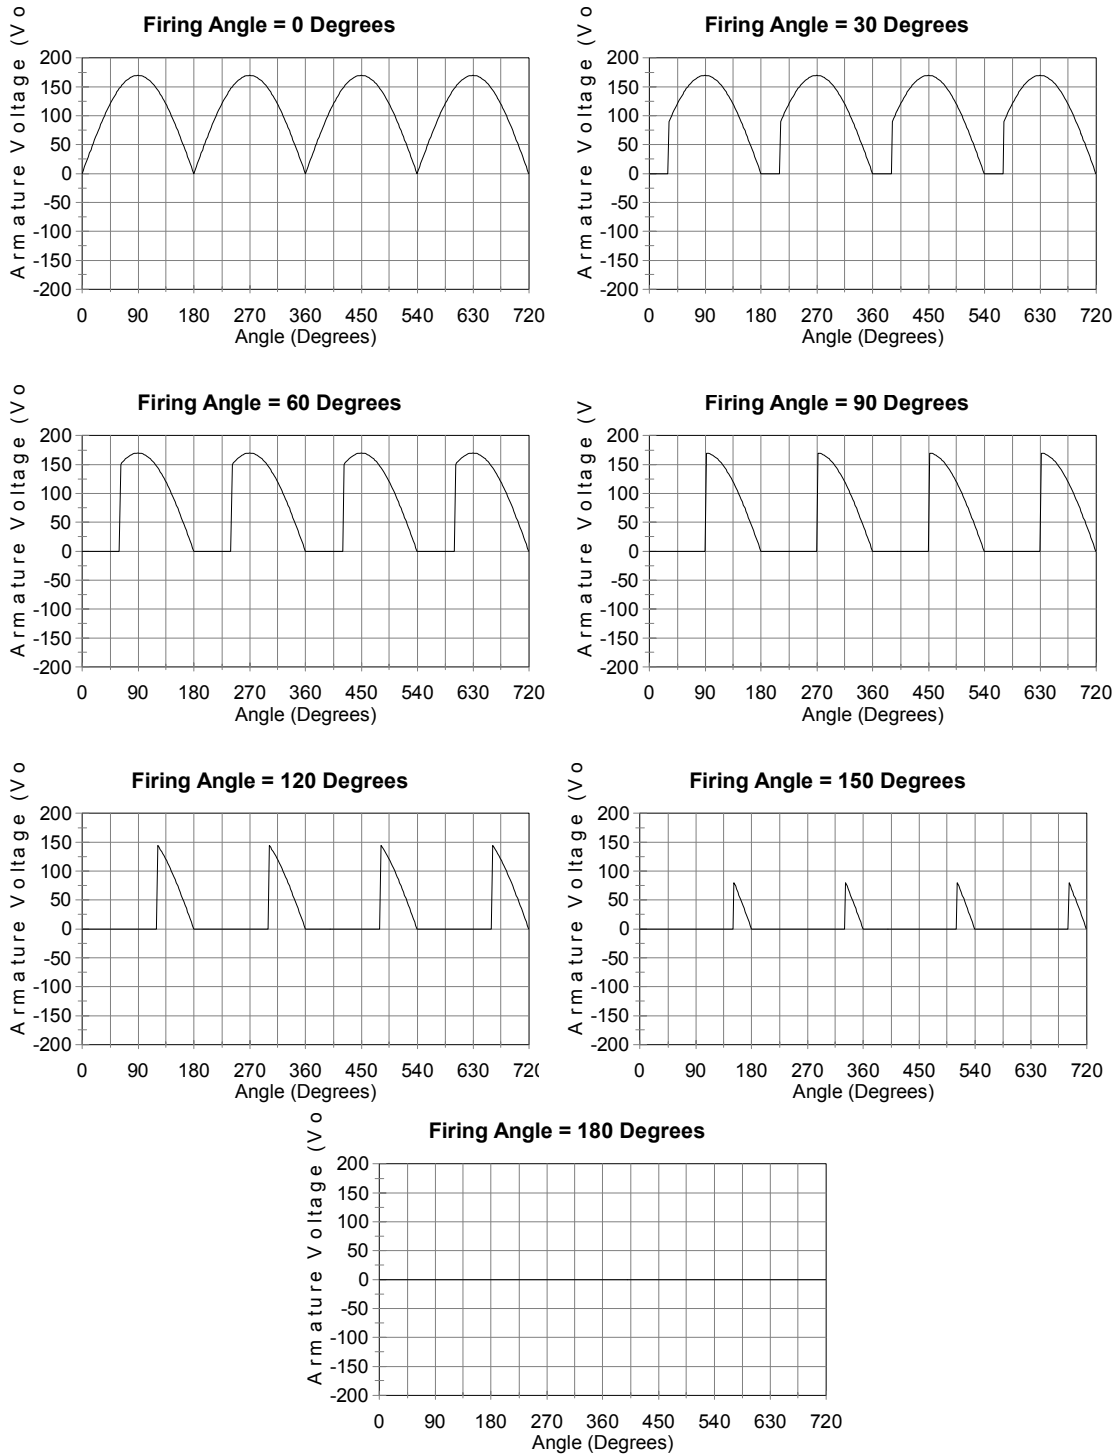 Firing Angle = 0 Degrees
Armature Voltage (Vo
200
150
100
50
0
-50
-100
-150
-200
0 90 180 270 360 450 540 630 720
Angle (Degrees)
Firing Angle = 30 Degrees
Armature Voltage (Vo
200
150
100
50
0
-50
-100
-150
-200
0 90 180 270 360 450 540 630 720
Angle (Degrees)
Firing Angle = 60 Degrees
Armature Voltage (Vo
200
150
100
50
0
-50
-100
-150
-200
0 90 180 270 360 450 540 630 720
Angle (Degrees)
Firing Angle = 90 Degrees
Armature Voltage (V
200
150
100
50
0
-50
-100
-150
-200
0 90 180 270 360 450 540 630 720
Angle (Degrees)
Firing Angle = 120 Degrees
Armature Voltage (Vo
200
150
100
50
0
-50
-100
-150
-200
0 90 180 270 360 450 540 630 720
Angle (Degrees)
Firing Angle = 150 Degrees
Armature Voltage (Vo
200
150
100
50
0
-50
-100
-150
-200
0 90 180 270 360 450 540 630 720
Angle (Degrees)
Firing Angle = 180 Degrees
Armature Voltage (Vo
200
150
100
50
0
-50
-100
-150
-200
0 90 180 270 360 450 540 630 720
Angle (Degrees)